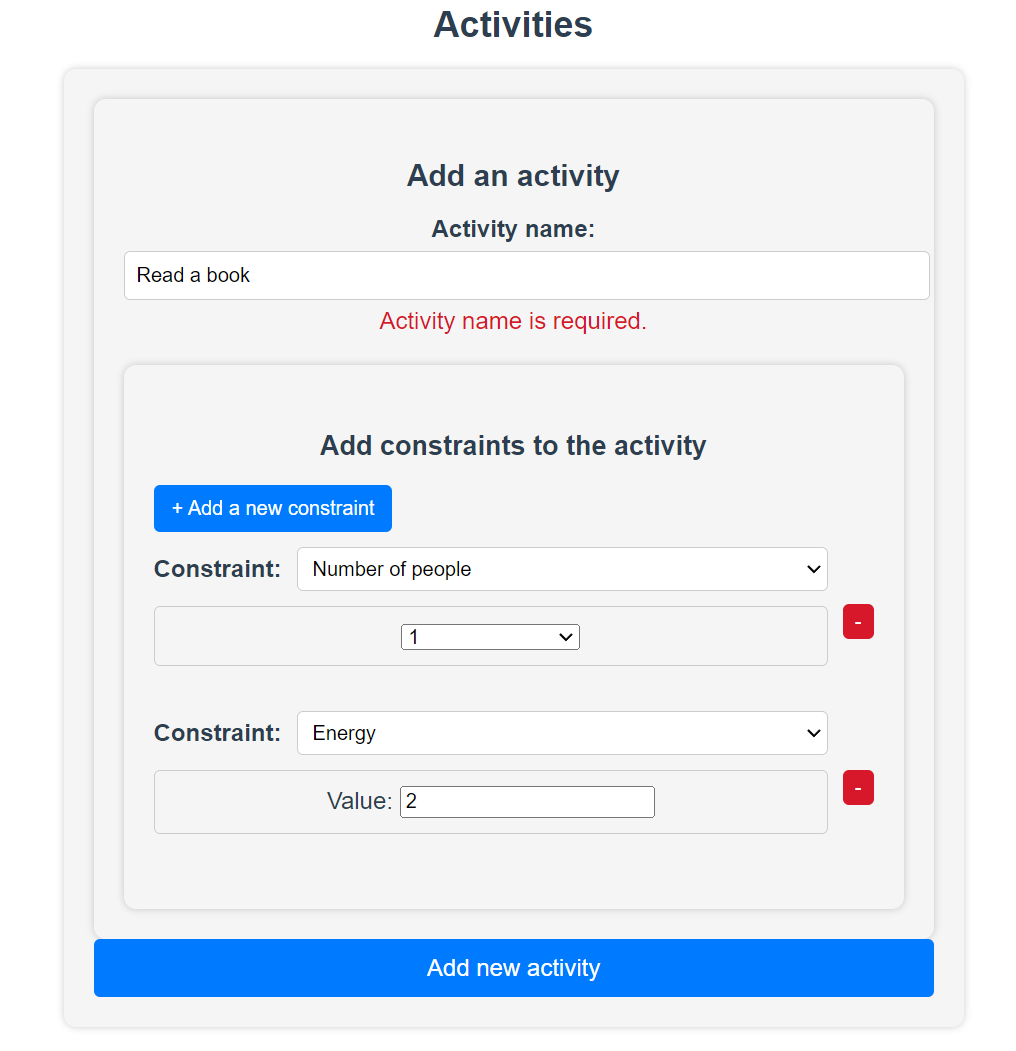 Activities
Add an activity
Activity name:
Read a book
Activity name is required.
Add constraints to the activity
+ Add a new constraint
Constraint: Number of people
1
-
Constraint: Energy
Value: 2
-
Add new activity